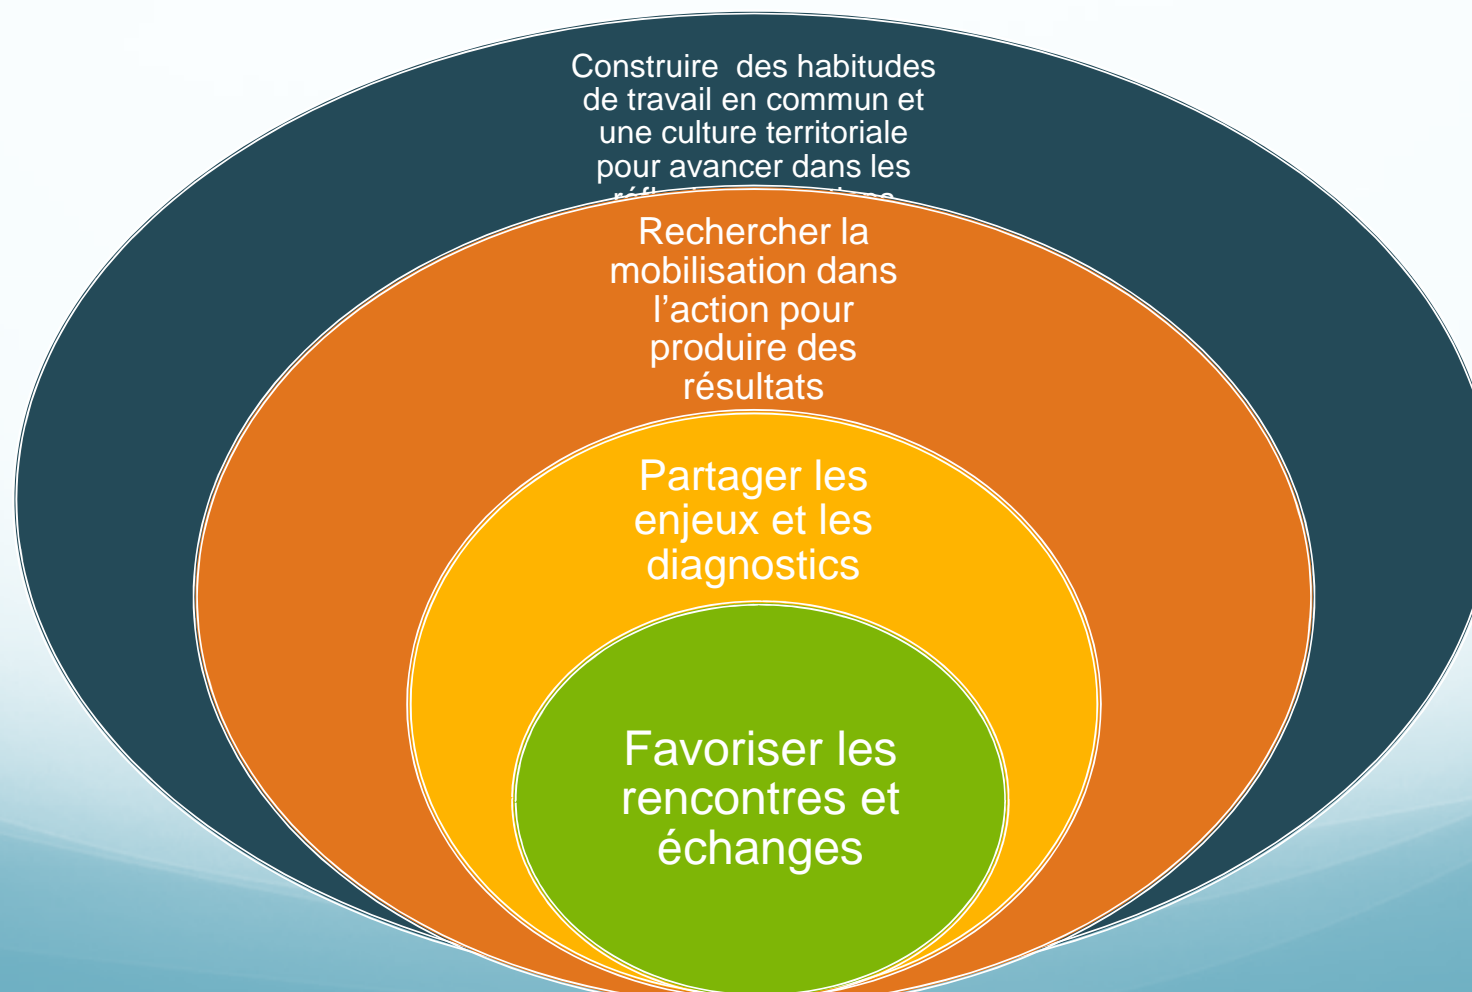 Construire  des habitudes
de travail en commun et
une culture territoriale
pour avancer dans les
Rechercher la
mobilisation dans
l’action pour
produire des
résultats
Partager les
enjeux et les
diagnostics
Favoriser les
rencontres et
échanges